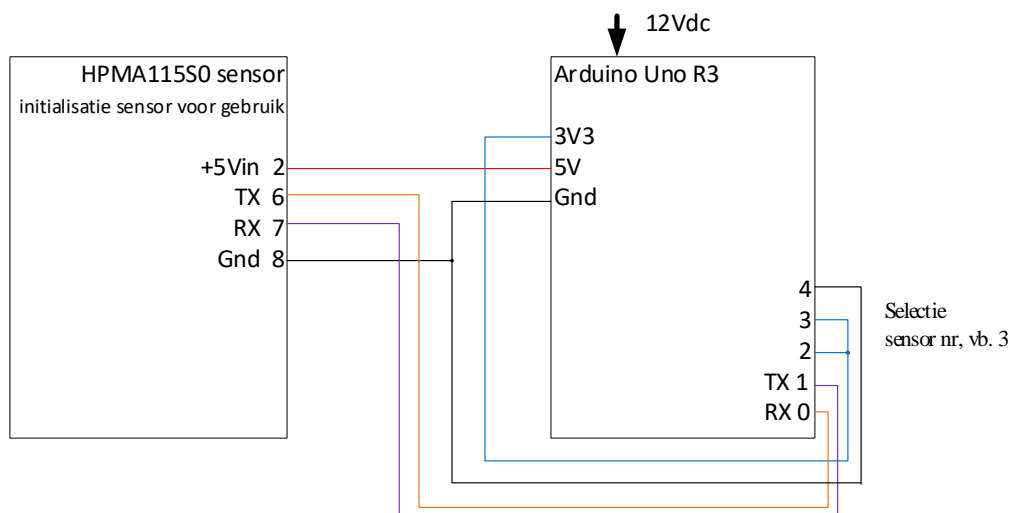 12Vdc
HPMA115S0 sensor
initialisatie sensor voor gebruik
+5Vin 2
TX 6
RX 7
Gnd 8
Arduino Uno R3
3V3
5V
Gnd
4
3
2
TX 1
RX 0
Selectie
sensor nr, vb. 3